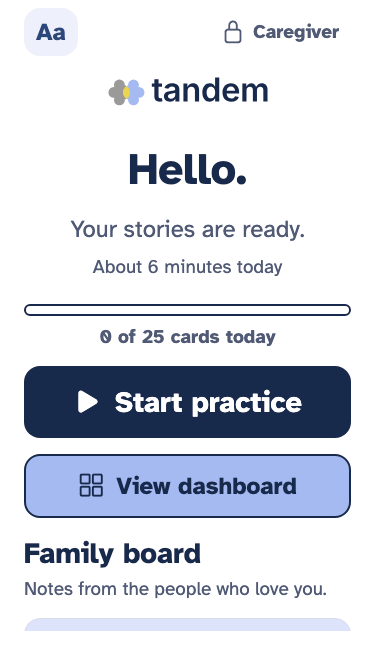 Aa
Caregiver
tandem
Hello.
Your stories are ready.
About 6 minutes today
0 of 25 cards today
Start practice
View dashboard
Family board
Notes from the people who love you.